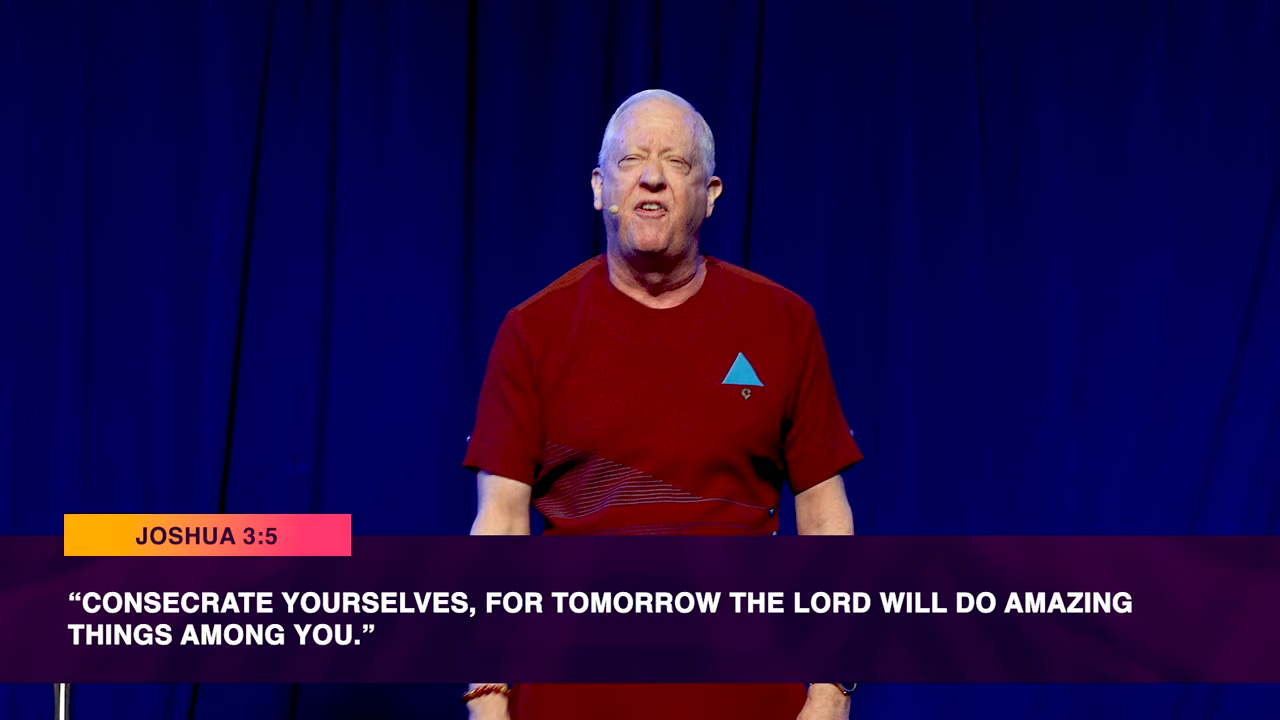 JOSHUA 3:5
“CONSECRATE YOURSELVES, FOR TOMORROW THE LORD WILL DO AMAZING
THINGS AMONG YOU.”